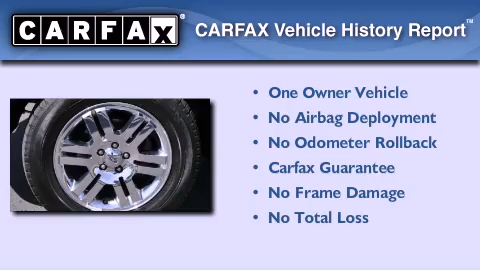 CARFAX® CARFAX Vehicle History Report™
• One Owner Vehicle
• No Airbag Deployment
• No Odometer Rollback
• Carfax Guarantee
• No Frame Damage
• No Total Loss